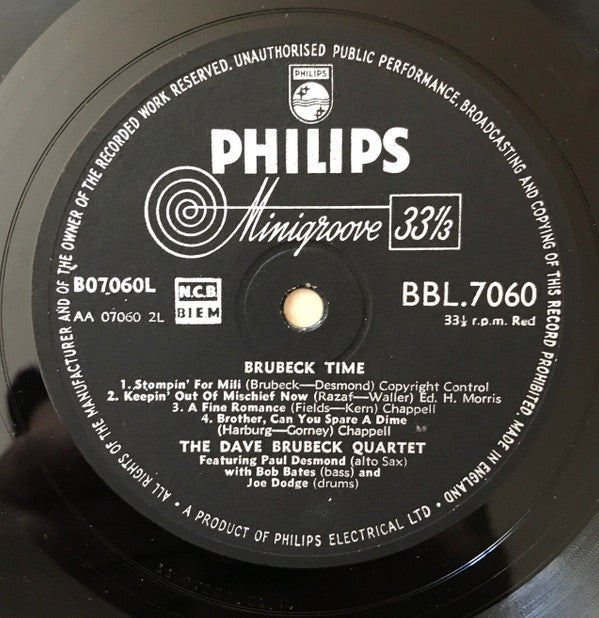 ALL RIGHTS OF THE MANUFACTURER AND OF THE OWNER OF THE RECORDED WORK RESERVED. UNAUTHORISED PUBLIC PERFORMANCE, BROADCASTING AND COPYING OF THIS RECORD PROHIBITED. MADE IN ENGLAND
PHILIPS
PHILIPS
Minigroove 33⅓
B07060L
N.C.B
BIEM
BBL.7060
AA 07060 2L
33⅓ r.p.m. Red
BRUBECK TIME
1. Stompin' For Mili (Brubeck—Desmond) Copyright Control
2. Keepin' Out Of Mischief Now (Razaf—Waller) Ed. H. Morris
3. A Fine Romance (Fields—Kern) Chappell
4. Brother, Can You Spare A Dime
(Harburg—Gorney) Chappell
THE DAVE BRUBECK QUARTET
Featuring Paul Desmond (alto Sax)
with Bob Bates (bass) and
Joe Dodge (drums)
• A PRODUCT OF PHILIPS ELECTRICAL LTD •